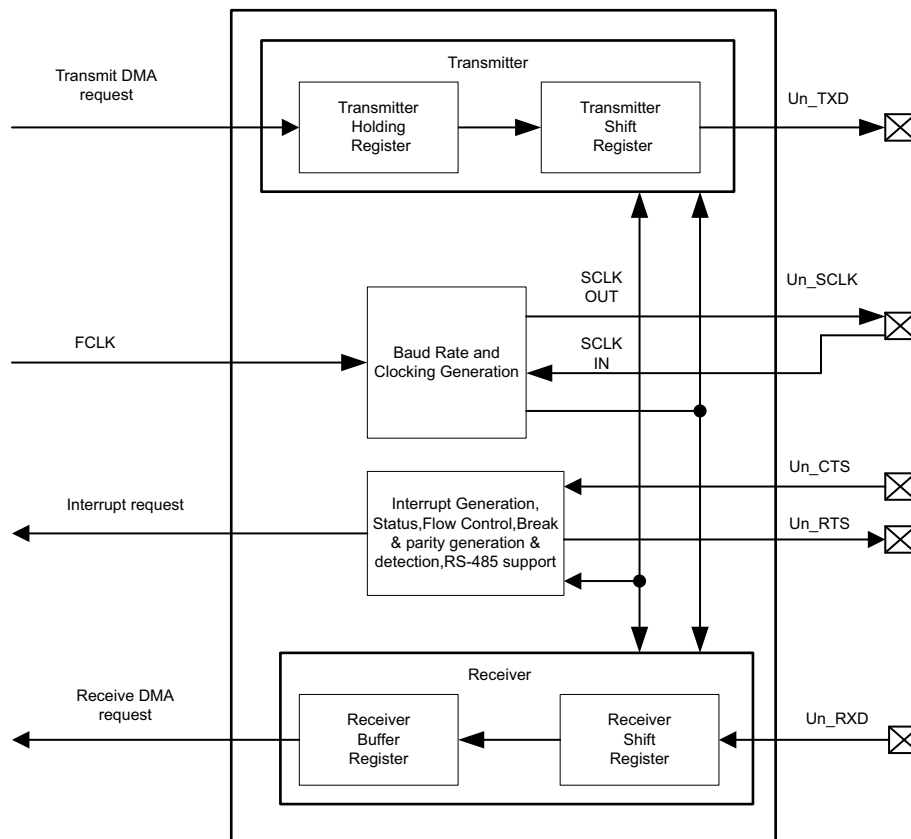 Transmitter
Transmit DMA
request
Transmitter
Holding
Register
Transmitter
Shift
Register
Un_TXD
SCLK
OUT
Un_SCLK
FCLK
Baud Rate and
Clocking Generation
SCLK
IN
Un_CTS
Interrupt request
Interrupt Generation,
Status,Flow Control,Break
& parity generation &
detection,RS-485 support
Un_RTS
Receiver
Receive DMA
request
Receiver
Buffer
Register
Receiver
Shift
Register
Un_RXD